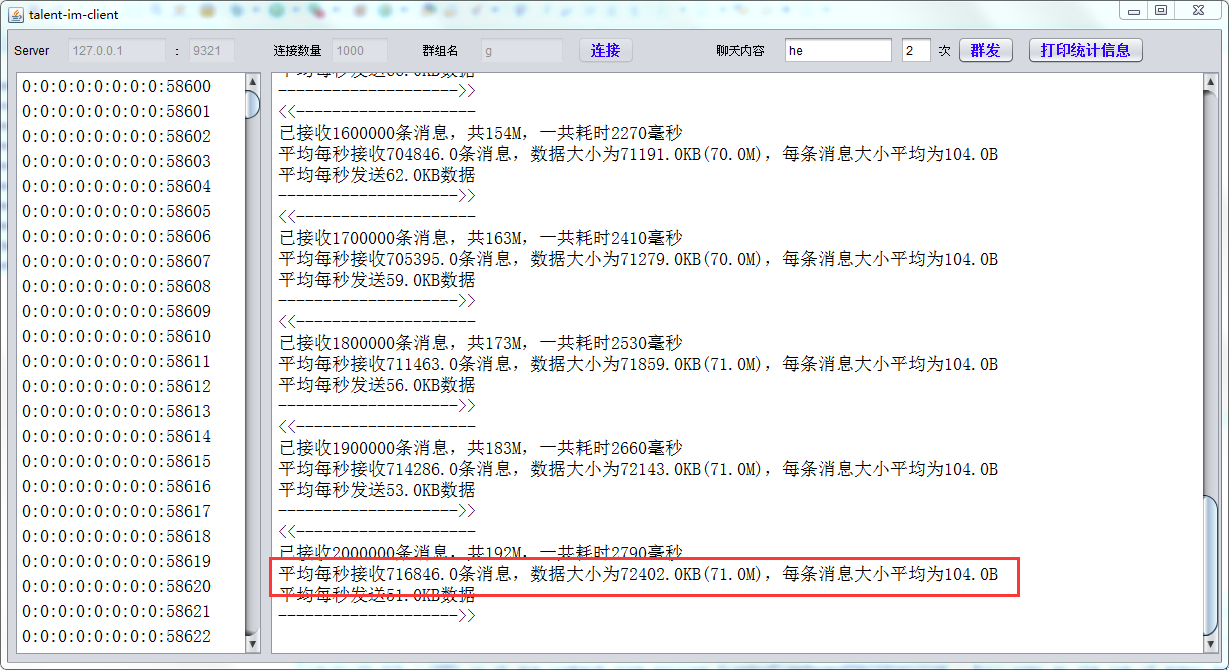 talent-im-client
Server 127.0.0.1 : 9321 连接数量 1000 群组名 g 连接 聊天内容 he 2 次 群发 打印统计信息
0:0:0:0:0:0:0:0:58600
0:0:0:0:0:0:0:0:58601
0:0:0:0:0:0:0:0:58602
0:0:0:0:0:0:0:0:58603
0:0:0:0:0:0:0:0:58604
0:0:0:0:0:0:0:0:58605
0:0:0:0:0:0:0:0:58606
0:0:0:0:0:0:0:0:58607
0:0:0:0:0:0:0:0:58608
0:0:0:0:0:0:0:0:58609
0:0:0:0:0:0:0:0:58610
0:0:0:0:0:0:0:0:58611
0:0:0:0:0:0:0:0:58612
0:0:0:0:0:0:0:0:58613
0:0:0:0:0:0:0:0:58614
0:0:0:0:0:0:0:0:58615
0:0:0:0:0:0:0:0:58616
0:0:0:0:0:0:0:0:58617
0:0:0:0:0:0:0:0:58618
0:0:0:0:0:0:0:0:58619
0:0:0:0:0:0:0:0:58620
0:0:0:0:0:0:0:0:58621
0:0:0:0:0:0:0:0:58622
-------------------->>
<<--------------------
已接收1600000条消息，共154M，一共耗时2270毫秒
平均每秒接收704846.0条消息，数据大小为71191.0KB(70.0M)，每条消息大小平均为104.0B
平均每秒发送62.0KB数据
-------------------->>
<<--------------------
已接收1700000条消息，共163M，一共耗时2410毫秒
平均每秒接收705395.0条消息，数据大小为71279.0KB(70.0M)，每条消息大小平均为104.0B
平均每秒发送59.0KB数据
-------------------->>
<<--------------------
已接收1800000条消息，共173M，一共耗时2530毫秒
平均每秒接收711463.0条消息，数据大小为71859.0KB(71.0M)，每条消息大小平均为104.0B
平均每秒发送56.0KB数据
-------------------->>
<<--------------------
已接收1900000条消息，共183M，一共耗时2660毫秒
平均每秒接收714286.0条消息，数据大小为72143.0KB(71.0M)，每条消息大小平均为104.0B
平均每秒发送53.0KB数据
-------------------->>
<<--------------------
已接收2000000条消息，共192M，一共耗时2790毫秒
平均每秒接收716846.0条消息，数据大小为72402.0KB(71.0M)，每条消息大小平均为104.0B
平均每秒发送51.0KB数据
-------------------->>